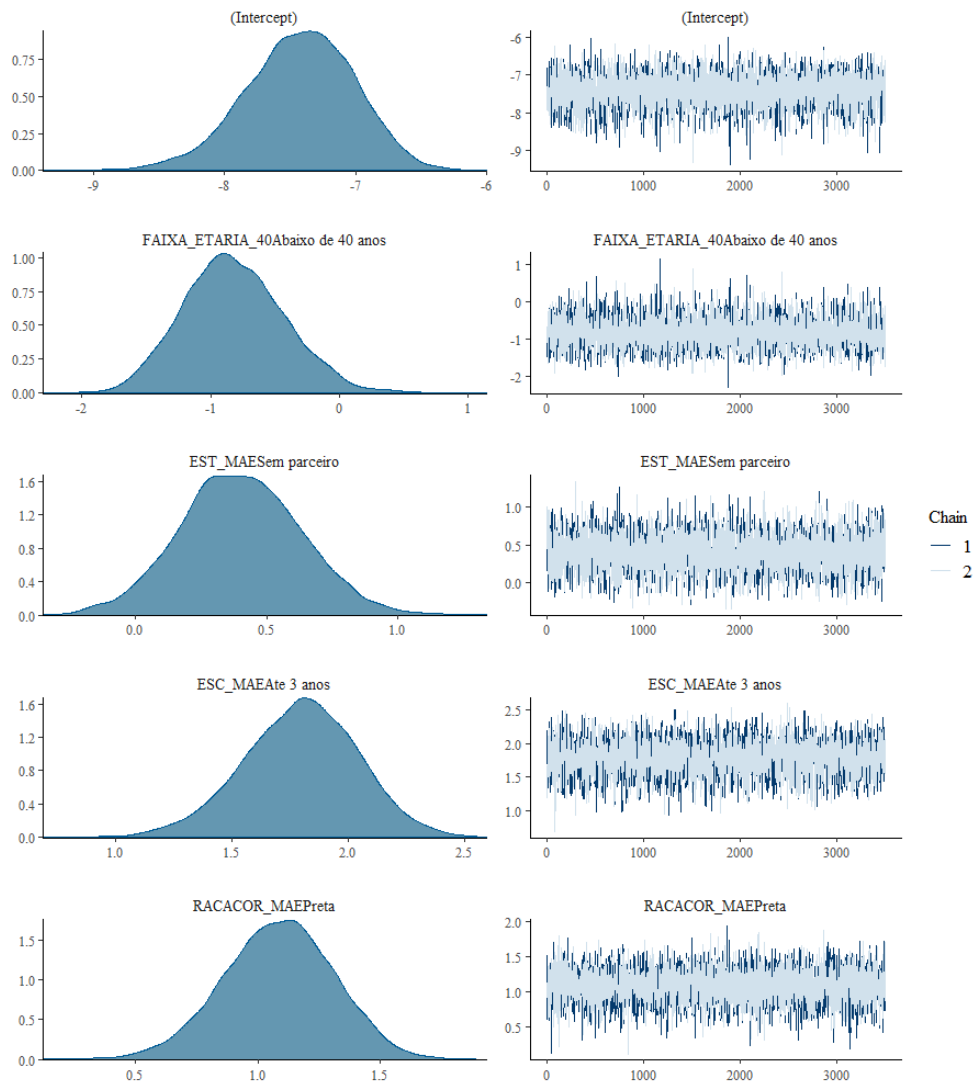 (Intercept)
0.75
0.50
0.25
0.00
-9 -8 -7 -6
-6
-7
-8
-9
0 1000 2000 3000
FAIXA_ETARIA_40Abaixo de 40 anos
1.00
0.75
0.50
0.25
0.00
-2 -1 0 1
FAIXA_ETARIA_40Abaixo de 40 anos
1
0
-1
-2
0 1000 2000 3000
EST_MAESem parceiro
1.6
1.2
0.8
0.4
0.0
0.0 0.5 1.0
EST_MAESem parceiro
1.0
0.5
0.0
0 1000 2000 3000
Chain
1
2
ESC_MAEAte 3 anos
1.6
1.2
0.8
0.4
0.0
1.0 1.5 2.0 2.5
ESC_MAEAte 3 anos
2.5
2.0
1.5
1.0
0 1000 2000 3000
RACACOR_MAEPreta
1.5
1.0
0.5
0.0
0.5 1.0 1.5
RACACOR_MAEPreta
2.0
1.5
1.0
0.5
0 1000 2000 3000